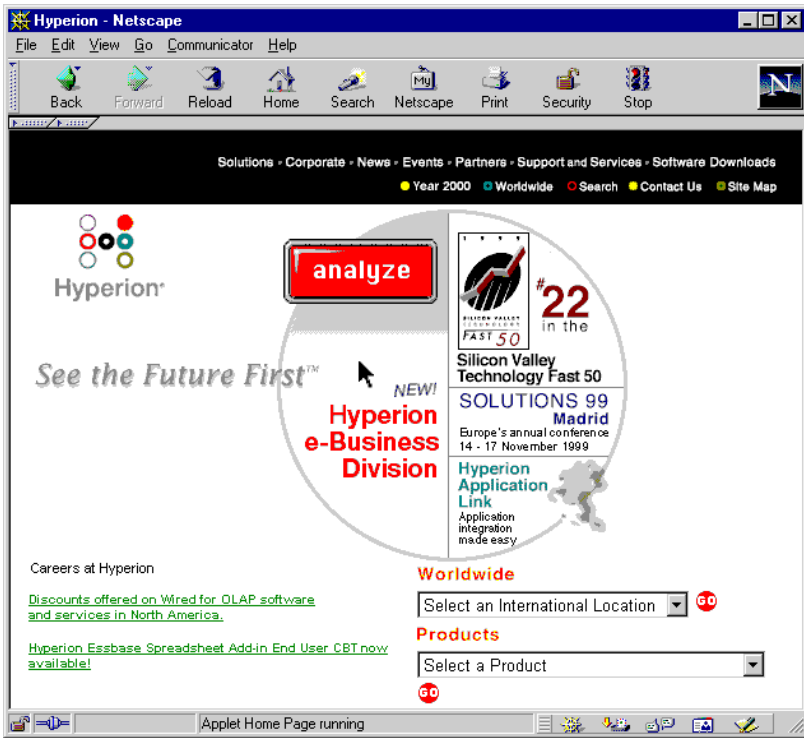 Hyperion - Netscape
File Edit View Go Communicator Help
My
Back Forward Reload Home Search Netscape Print Security Stop
N
Solutions Corporate News Events Partners Support and Services Software Downloads
Year 2000 Worldwide Search Contact Us Site Map
Hyperion
analyze
SILICON VALLEY
TECHNOLOGY
FAST 50
#22
in the
Silicon Valley
Technology Fast 50
See the Future First™
NEW!
Hyperion
e-Business
Division
SOLUTIONS 99
Madrid
Europe's annual conference
14 - 17 November 1999
Hyperion
Application
Link
Application
integration
made easy
Careers at Hyperion
Discounts offered on Wired for OLAP software
and services in North America.
Hyperion Essbase Spreadsheet Add-in End User CBT now
available!
Worldwide
Select an International Location GO
Products
Select a Product
GO
Applet Home Page running